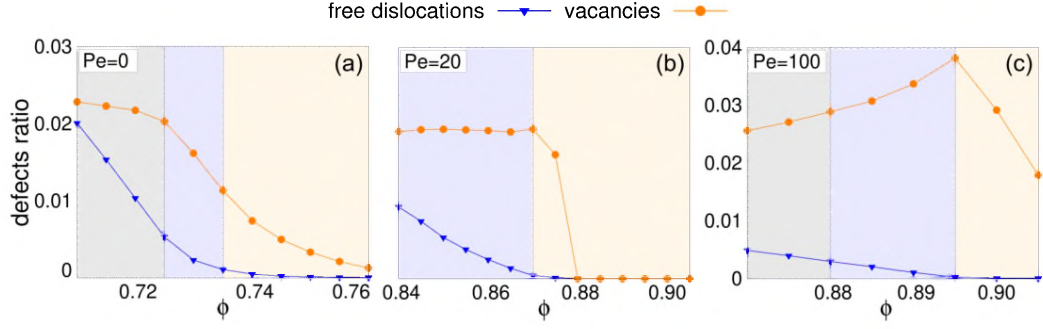 free dislocations vacancies
0.03 Pe=0 (a) Pe=20 (b) 0.04 Pe=100 (c)
0.03
0.02
0.02
0.01
0.01
0 0
defects ratio
0.72 0.74 0.76 0.84 0.86 0.88 0.90 0.88 0.89 0.90
ϕ ϕ ϕ